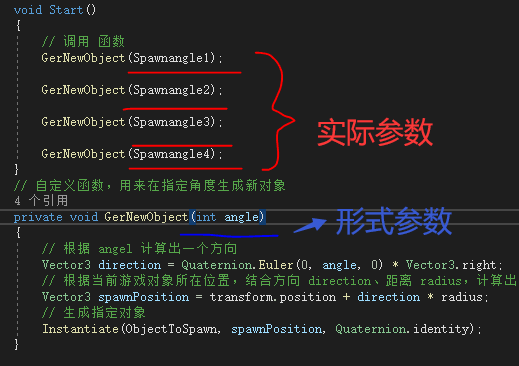 void Start()
{
// 调用 函数
GerNewObject(Spawnangle1);
GerNewObject(Spawnangle2);
GerNewObject(Spawnangle3);
GerNewObject(Spawnangle4);
实际参数
}
// 自定义函数，用来在指定角度生成新对象
4 个引用
private void GerNewObject(int angle)
形式参数
{
// 根据 angel 计算出一个方向
Vector3 direction = Quaternion.Euler(0, angle, 0) * Vector3.right;
// 根据当前游戏对象所在位置，结合方向 direction、距离 radius，计算出
Vector3 spawnPosition = transform.position + direction * radius;
// 生成指定对象
Instantiate(ObjectToSpawn, spawnPosition, Quaternion.identity);
}